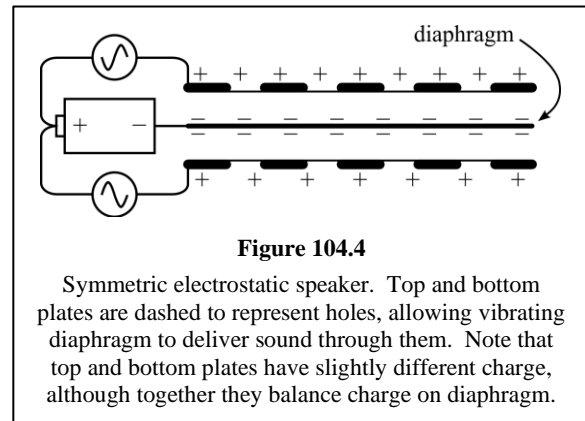 diaphragm
+ + + + + + +
= = = = = = =
+ −
+ + + + + +
Figure 104.4
Symmetric electrostatic speaker. Top and bottom
plates are dashed to represent holes, allowing vibrating
diaphragm to deliver sound through them. Note that
top and bottom plates have slightly different charge,
although together they balance charge on diaphragm.